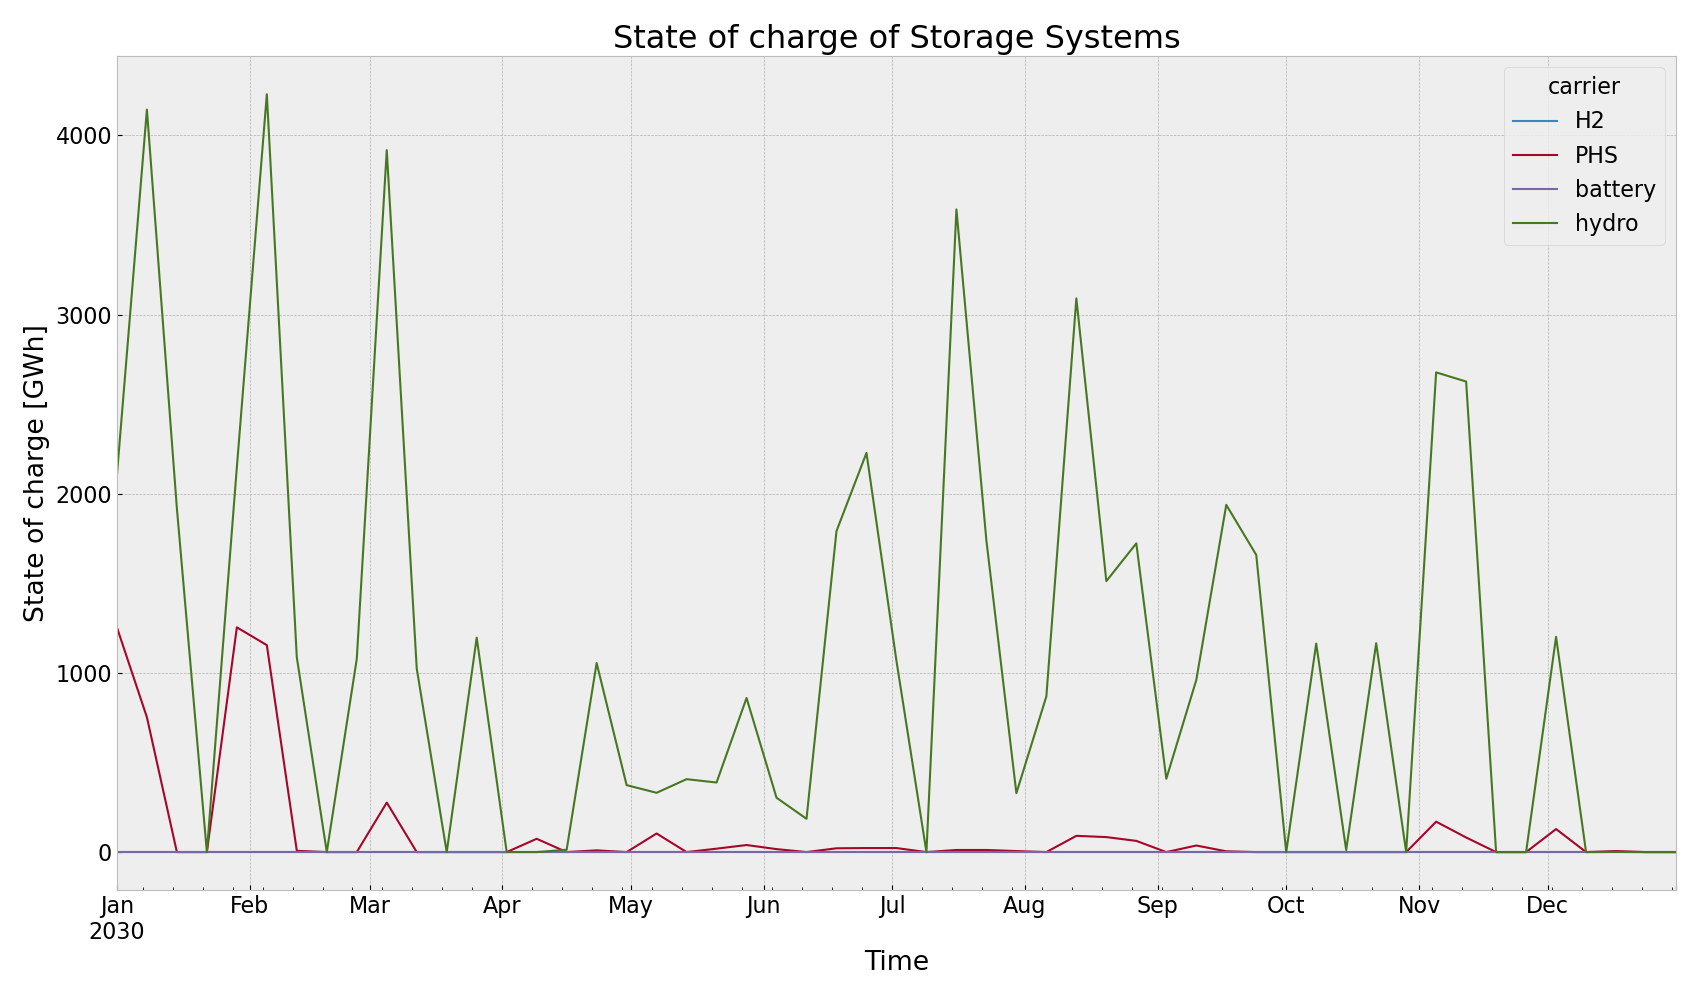 State of charge of Storage Systems
State of charge [GWh]
4000
3000
2000
1000
0
carrier
H2
PHS
battery
hydro
Jan Feb Mar Apr May Jun Jul Aug Sep Oct Nov Dec
2030
Time